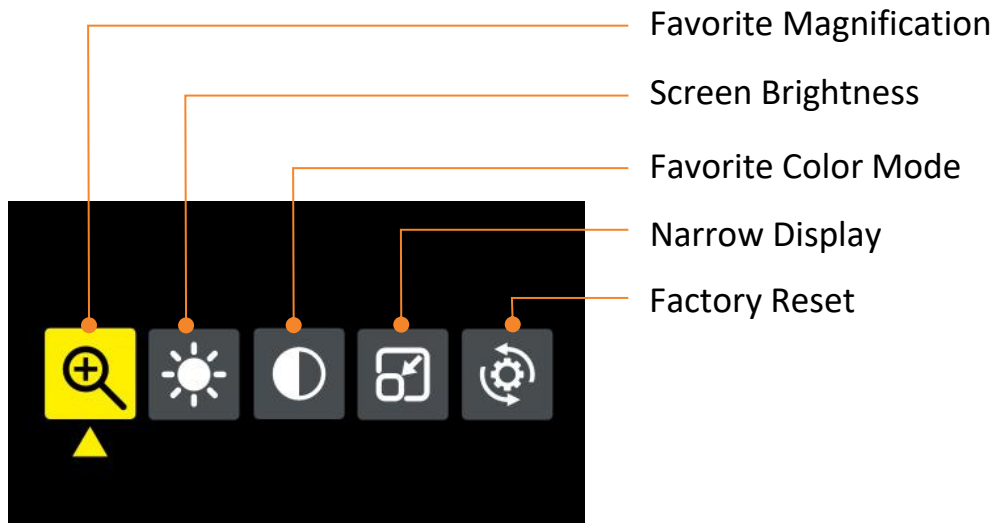 Favorite Magnification
Screen Brightness
Favorite Color Mode
Narrow Display
Factory Reset